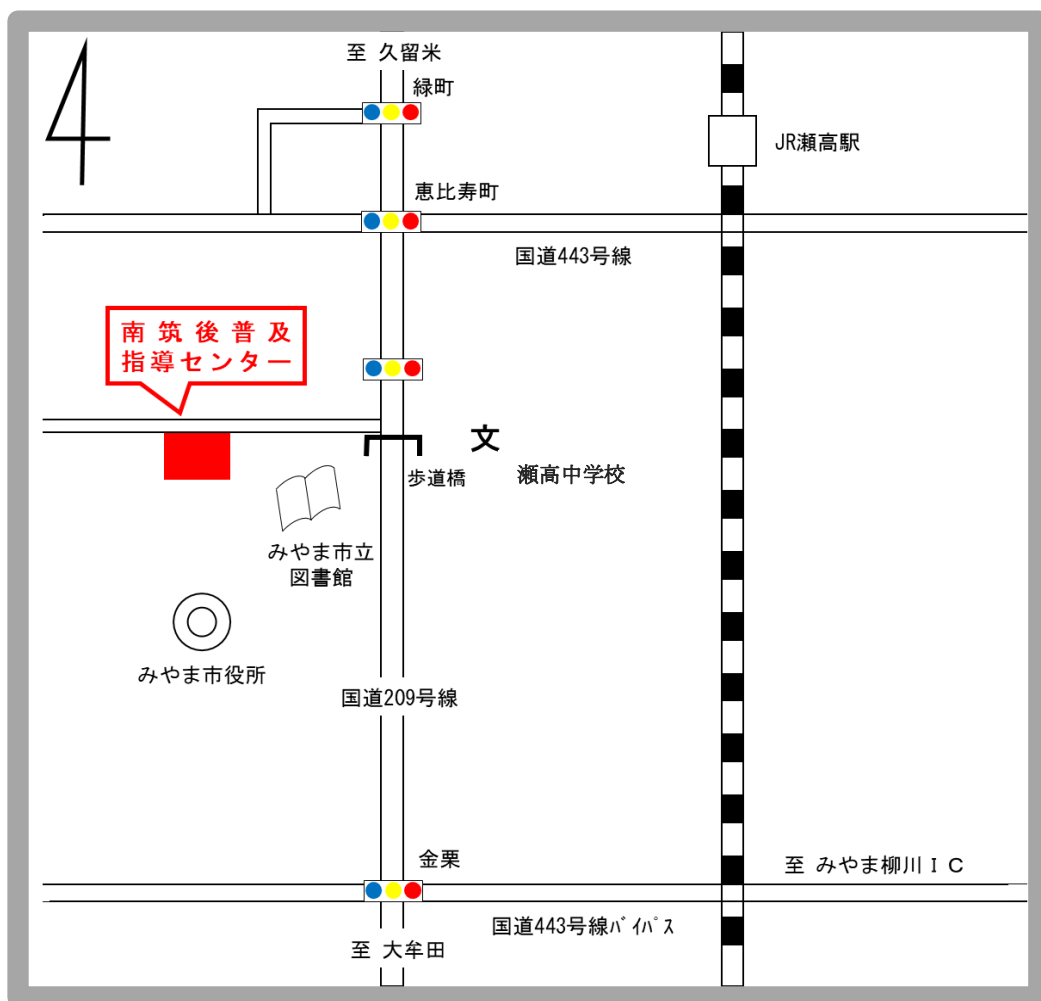 至 久留米
緑町
JR瀬高駅
恵比寿町
国道443号線
南筑後普及
指導センター
文
歩道橋
瀬高中学校
みやま市立
図書館
みやま市役所
国道209号線
金栗
至 みやま柳川ＩＣ
国道443号線ﾊﾞｲﾊﾟｽ
至 大牟田